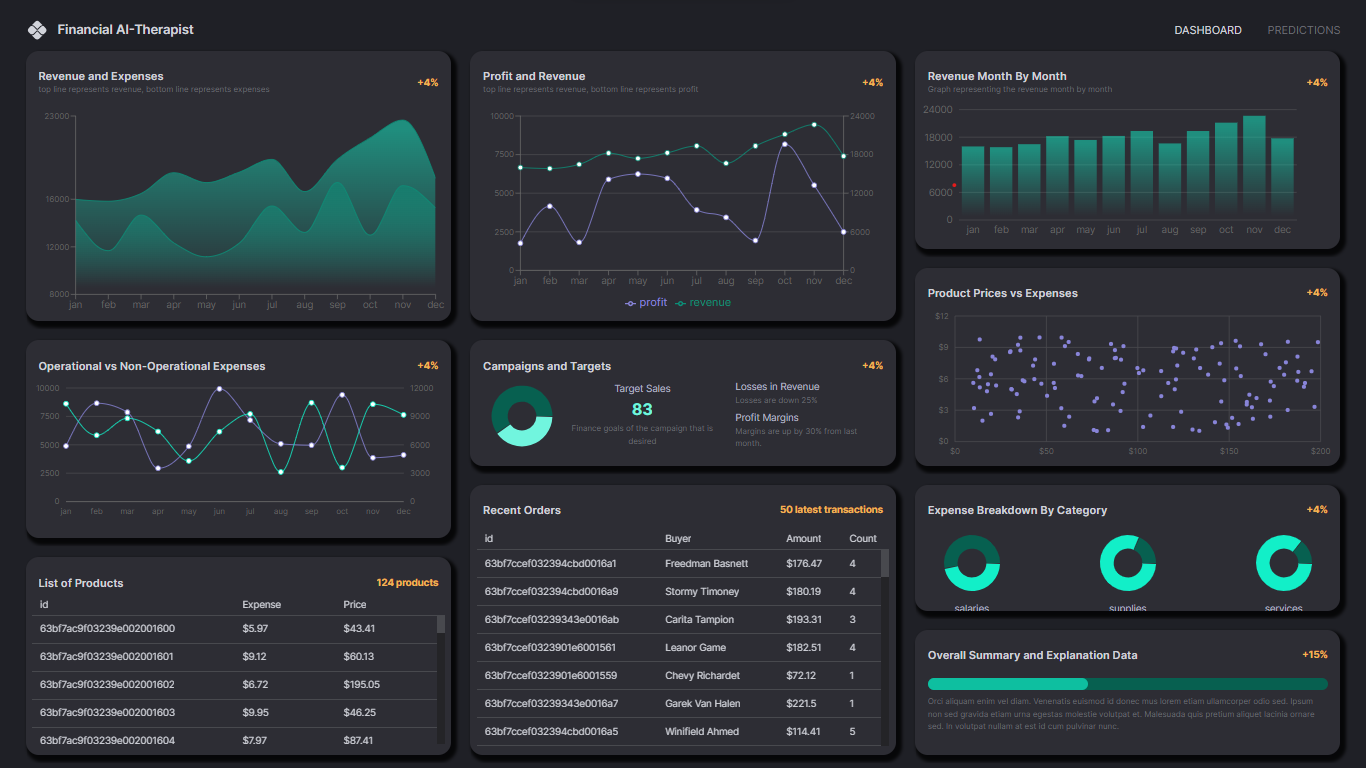 Financial AI-Therapist
DASHBOARD PREDICTIONS
Revenue and Expenses
top line represents revenue, bottom line represents expenses
+4%
23000
16000
12000
8000
jan feb mar apr may jun jul aug sep oct nov dec
Profit and Revenue
top line represents revenue, bottom line represents profit
+4%
10000 24000
7500 18000
5000 12000
2500 6000
0 0
jan feb mar apr may jun jul aug sep oct nov dec
profit revenue
Revenue Month By Month
Graph representing the revenue month by month
+4%
24000
18000
12000
6000
0
jan feb mar apr may jun jul aug sep oct nov dec
Operational vs Non-Operational Expenses +4%
10000 12000
7500 9000
5000 6000
2500 3000
0 0
jan feb mar apr may jun jul aug sep oct nov dec
Campaigns and Targets +4%
Target Sales
83
Finance goals of the campaign that is
desired
Losses in Revenue
Losses are down 25%
Profit Margins
Margins are up by 30% from last
month.
Product Prices vs Expenses +4%
$12
$9
$6
$3
$0
$0 $50 $100 $150 $200
List of Products 124 products
id Expense Price
63bf7ac9f03239e002001600 $5.97 $43.41
63bf7ac9f03239e002001601 $9.12 $60.13
63bf7ac9f03239e002001602 $6.72 $195.05
63bf7ac9f03239e002001603 $9.95 $46.25
63bf7ac9f03239e002001604 $7.97 $87.41
Recent Orders 50 latest transactions
id Buyer Amount Count
63bf7ccef032394cbd0016a1 Freedman Basnett $176.47 4
63bf7ccef032394cbd0016a9 Stormy Timoney $180.19 4
63bf7ccef03239343e0016ab Carita Tampion $193.31 3
63bf7ccef0323901e6001561 Leanor Game $182.51 4
63bf7ccef0323901e6001559 Chevy Richardet $72.12 1
63bf7ccef03239343e0016a7 Garek Van Halen $221.5 1
63bf7ccef032394cbd0016a5 Winifield Ahmed $114.41 5
Expense Breakdown By Category +4%
salaries supplies services
Overall Summary and Explanation Data +15%
Orci aliquam enim vel diam. Venenatis euismod id donec mus lorem etiam ullamcorper odio sed. Ipsum
non sed gravida etiam urna egestas molestie volutpat et. Malesuada quis pretium aliquet lacinia ornare
sed. In volutpat nullam at est id cum pulvinar nunc.